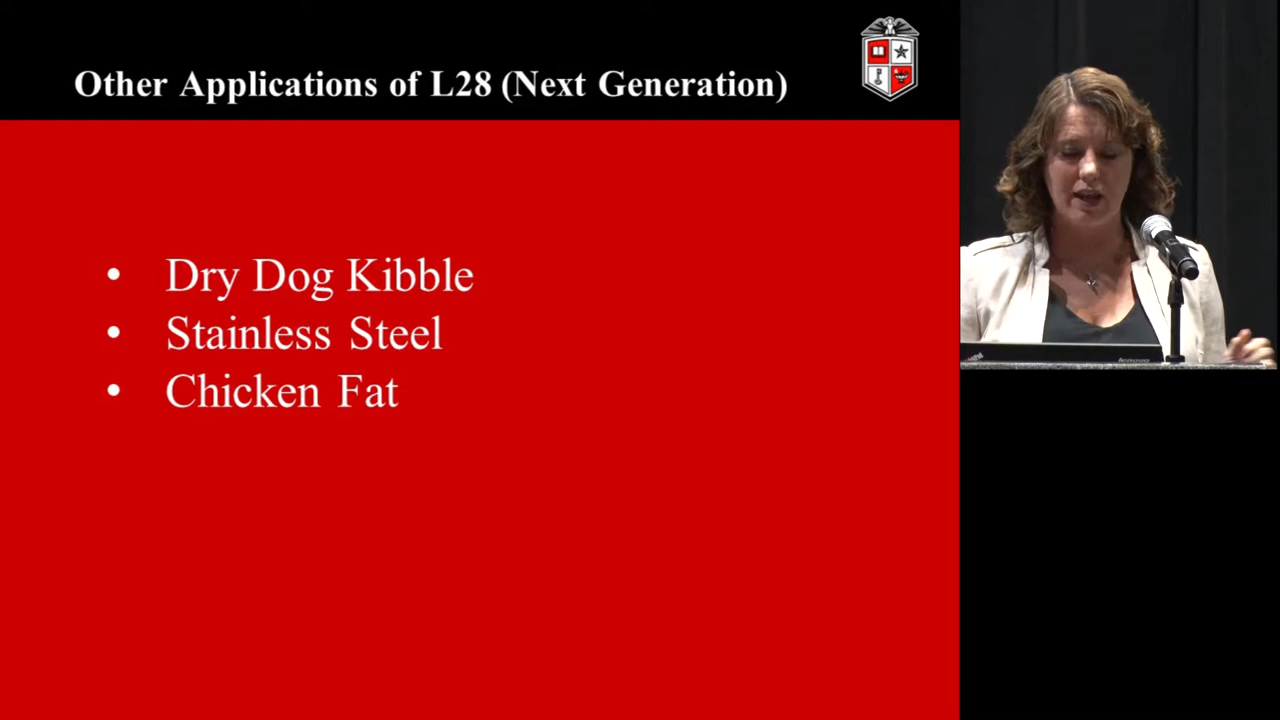 Other Applications of L28 (Next Generation)
• Dry Dog Kibble
• Stainless Steel
• Chicken Fat